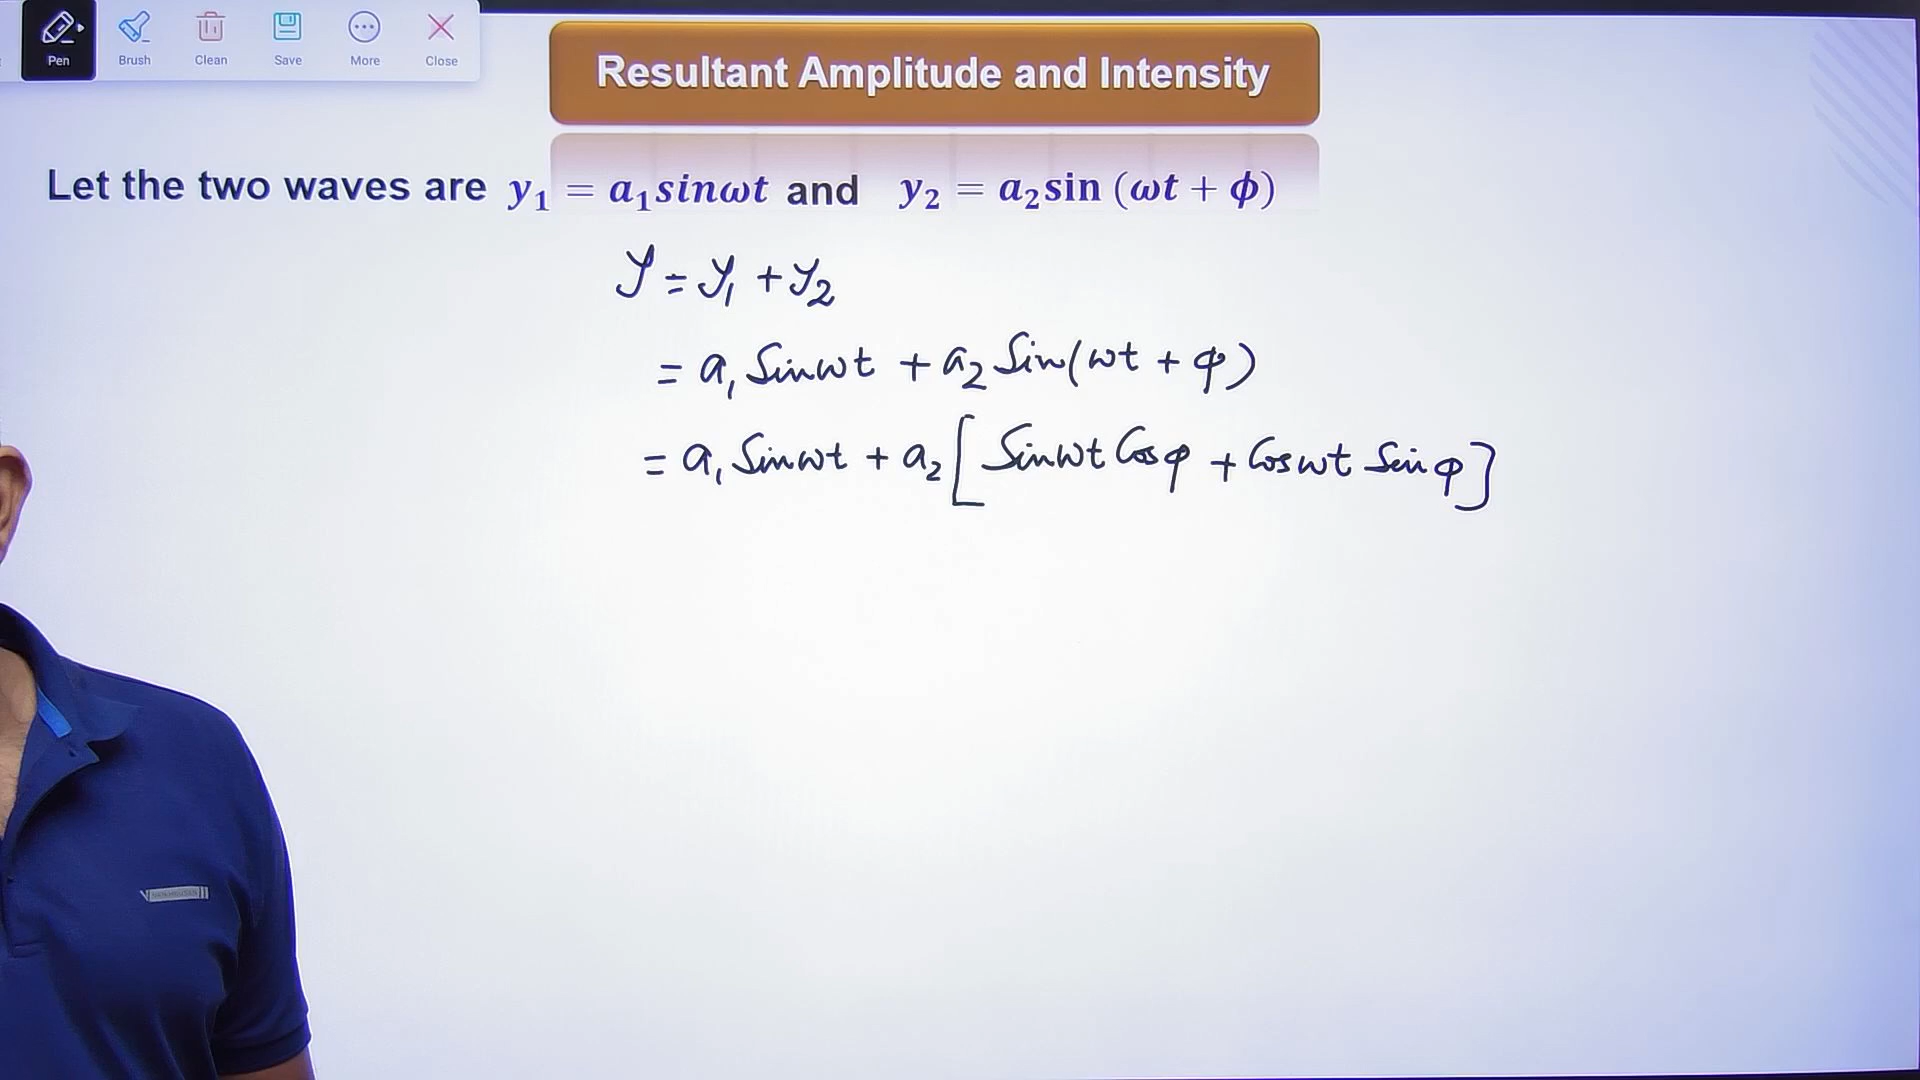 Pen Brush Clean Save More Close
Resultant Amplitude and Intensity
Let the two waves are y₁ = a₁sinωt and y₂ = a₂sin (ωt + ϕ)
y = y₁ + y₂
= a₁ Sinωt + a₂ Sin(ωt + φ)
= a₁ Sinωt + a₂ [Sinωt Cosφ + Cosωt Sinφ]